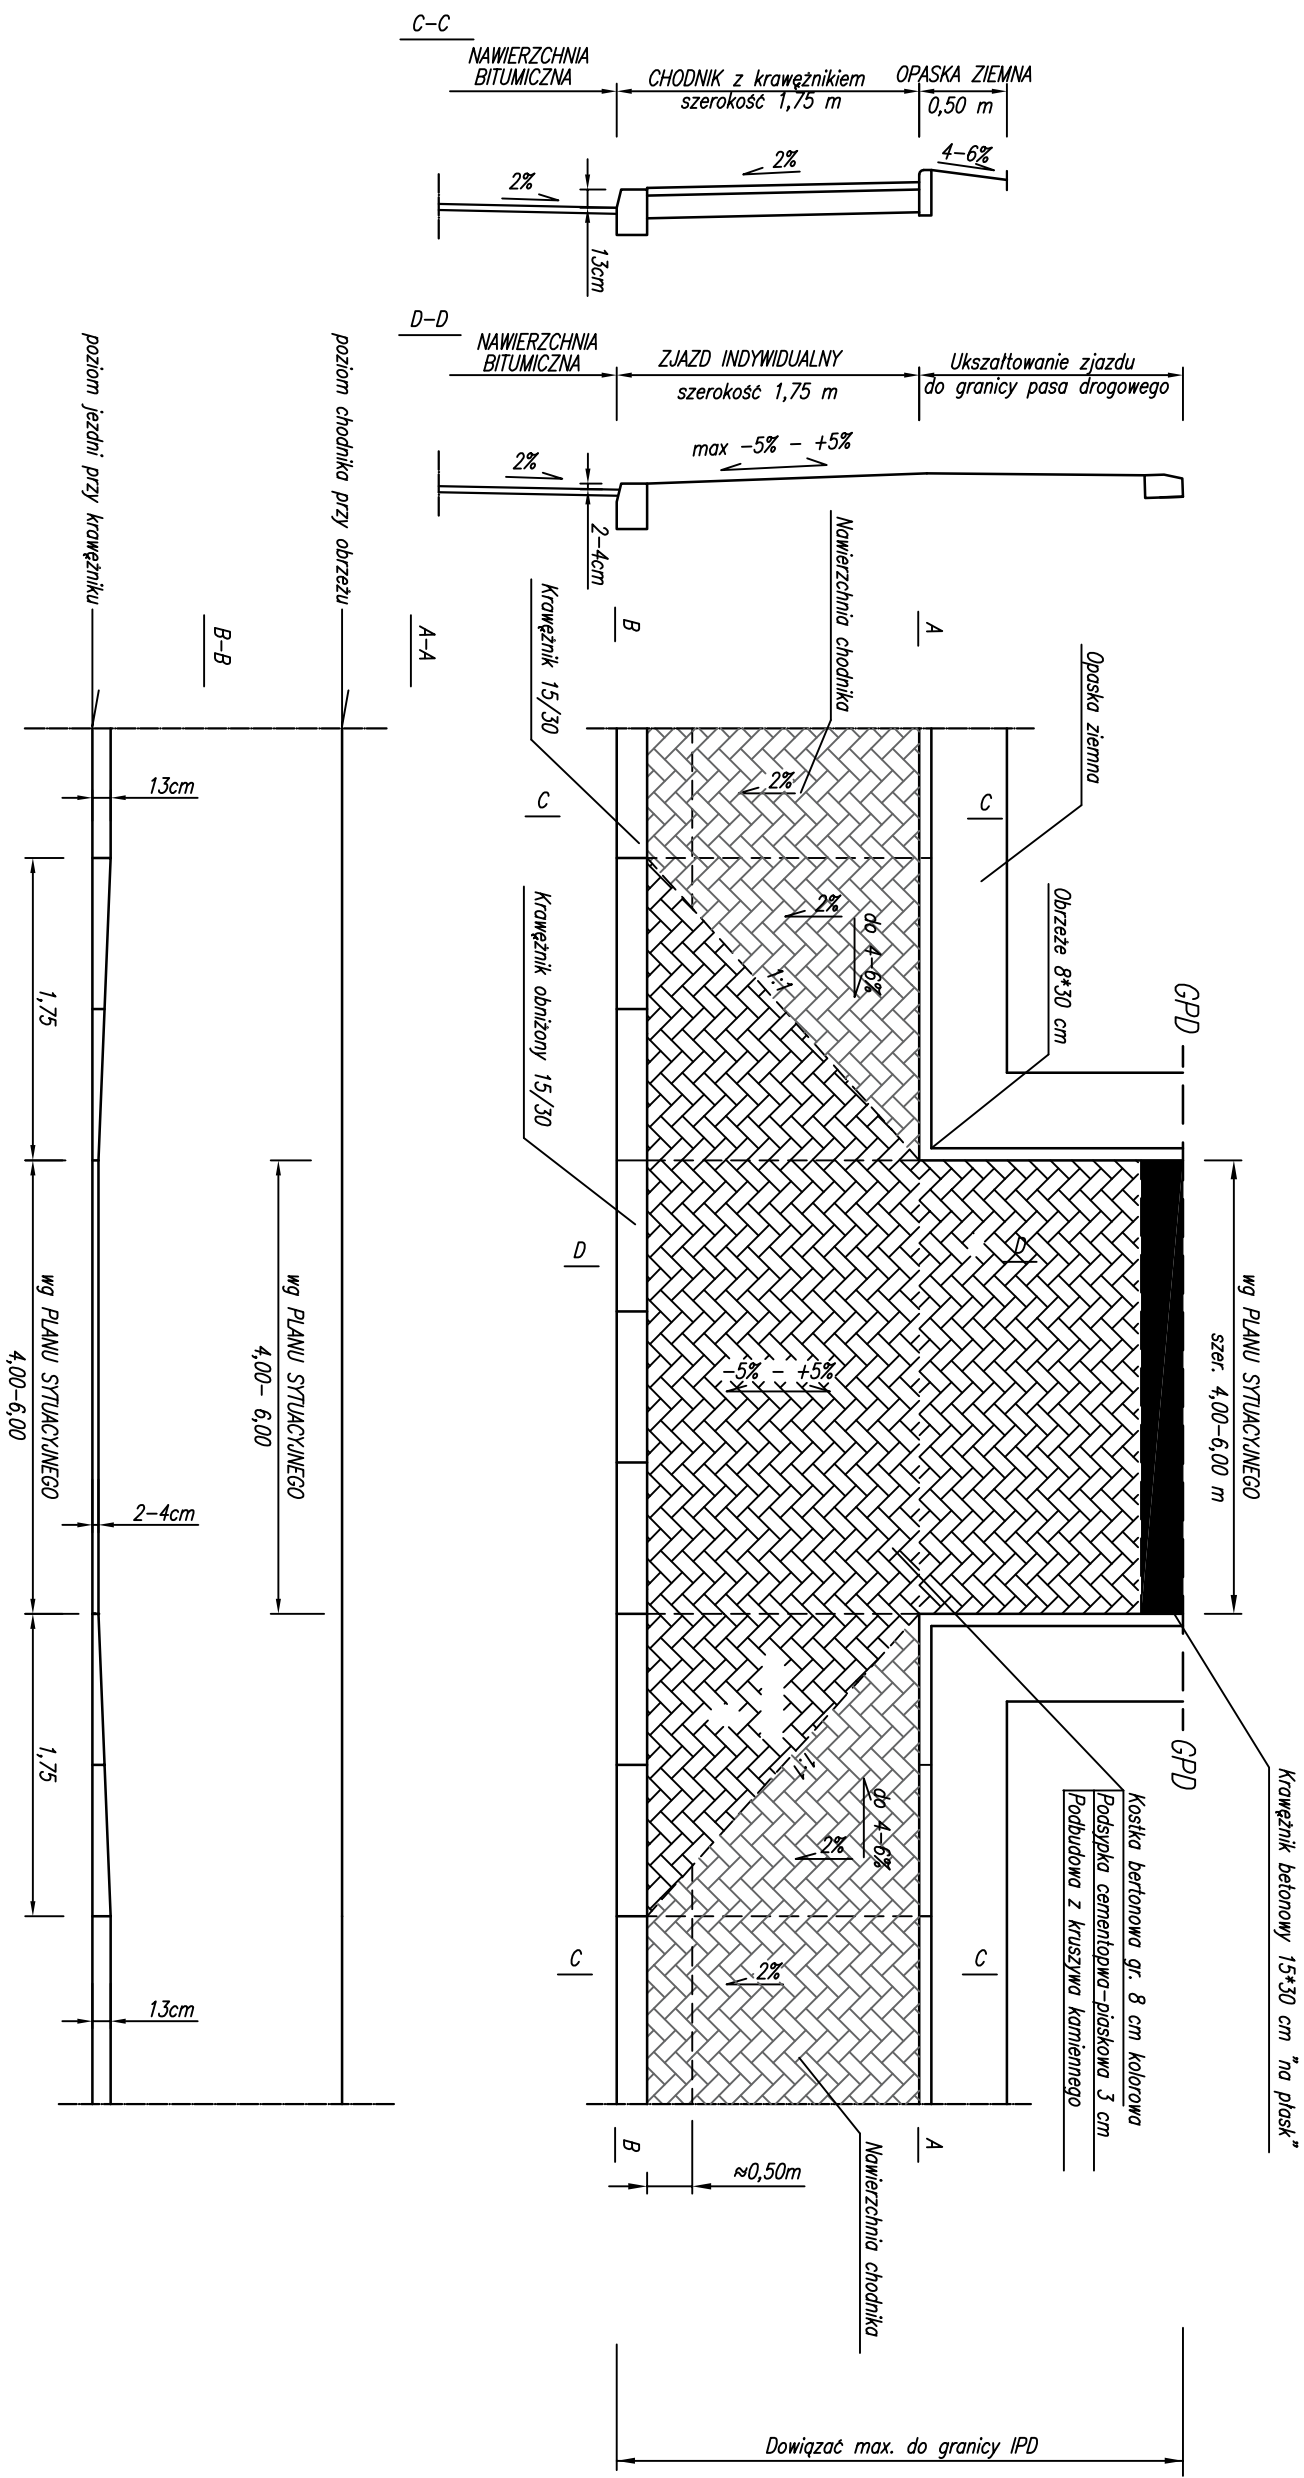 C-C
NAWIERZCHNIA
BITUMICZNA
CHODNIK z krawężnikiem
szerokość 1,75 m
OPASKA ZIEMNA
0,50 m
2%
2%
4-6%
13cm
D-D
NAWIERZCHNIA
BITUMICZNA
ZJAZD INDYWIDUALNY
szerokość 1,75 m
Ukszałtowanie zjazdu
do granicy pasa drogowego
2%
max -5% - +5%
2-4cm
poziom jezdni przy krawężniku
poziom chodnika przy obrzeżu
B-B
A-A
B
A
Krawężnik 15/30
Nawierzchnia chodnika
Opaska ziemna
C
C
2%
13cm
Krawężnik obniżony 15/30
Obrzeże 8*30 cm
GPD
2%
do 4-6%
1:1
1,75
D
D
wg PLANU SYTUACYJNEGO
szer. 4,00-6,00 m
-5% - +5%
wg PLANU SYTUACYJNEGO
4,00- 6,00
wg PLANU SYTUACYJNEGO
4,00-6,00
2-4cm
1:1
do 4-6%
2%
1,75
GPD
Krawężnik betonowy 15*30 cm "na płask"
Kostka bertonowa gr. 8 cm kolorowa
Podsypka cementopwa-piaskowa 3 cm
Podbudowa z kruszywa kamiennego
C
C
2%
13cm
B
A
≈0,50m
Nawierzchnia chodnika
Dowiązać max. do granicy IPD